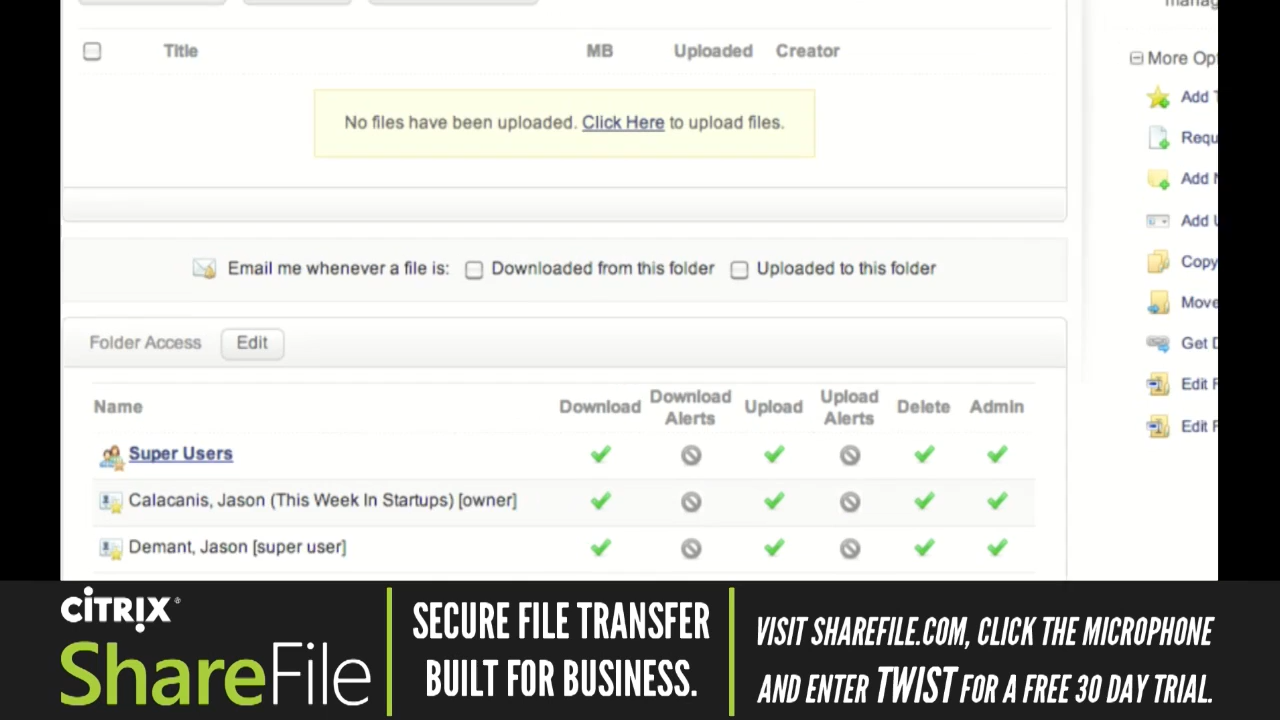 Title MB Uploaded Creator
No files have been uploaded. Click Here to upload files.
Email me whenever a file is: Downloaded from this folder Uploaded to this folder
Folder Access Edit
Name Download Download Alerts Upload Upload Alerts Delete Admin
Super Users
Calacanis, Jason (This Week In Startups) [owner]
Demant, Jason [super user]
More Op
Add
Requ
Add
Add
Copy
Move
Get
Edit F
Edit F
CITRIX®
ShareFile
SECURE FILE TRANSFER
BUILT FOR BUSINESS.
VISIT SHAREFILE.COM, CLICK THE MICROPHONE
AND ENTER TWIST FOR A FREE 30 DAY TRIAL.